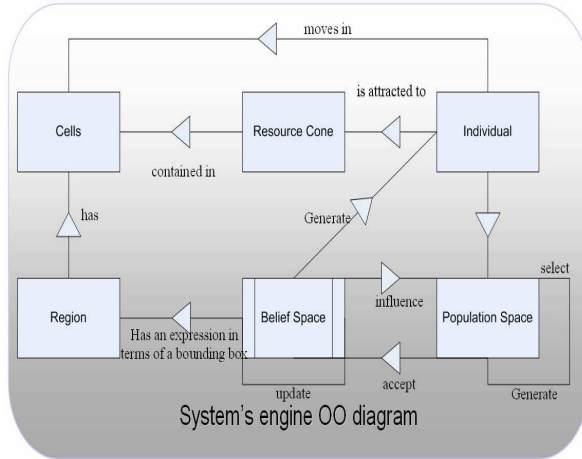 moves in
is attracted to
Cells
Resource Cone
Individual
contained in
Generate
has
select
Region
Belief Space
influence
Population Space
Has an expression in
terms of a bounding box
update
accept
Generate
System's engine OO diagram